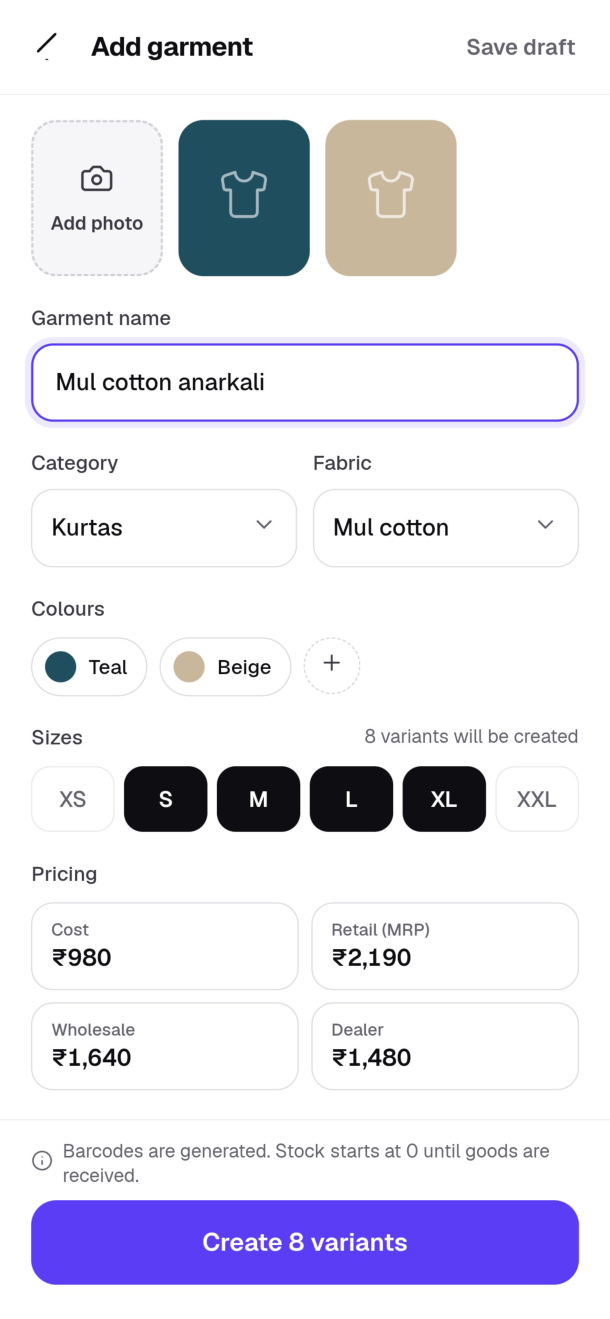 Add garment
Save draft
Add photo
Garment name
Mul cotton anarkali
Category
Fabric
Kurtas
Mul cotton
Colours
Teal
Beige
+
Sizes
8 variants will be created
XS
S
M
L
XL
XXL
Pricing
Cost
₹980
Retail (MRP)
₹2,190
Wholesale
₹1,640
Dealer
₹1,480
Barcodes are generated. Stock starts at 0 until goods are
received.
Create 8 variants